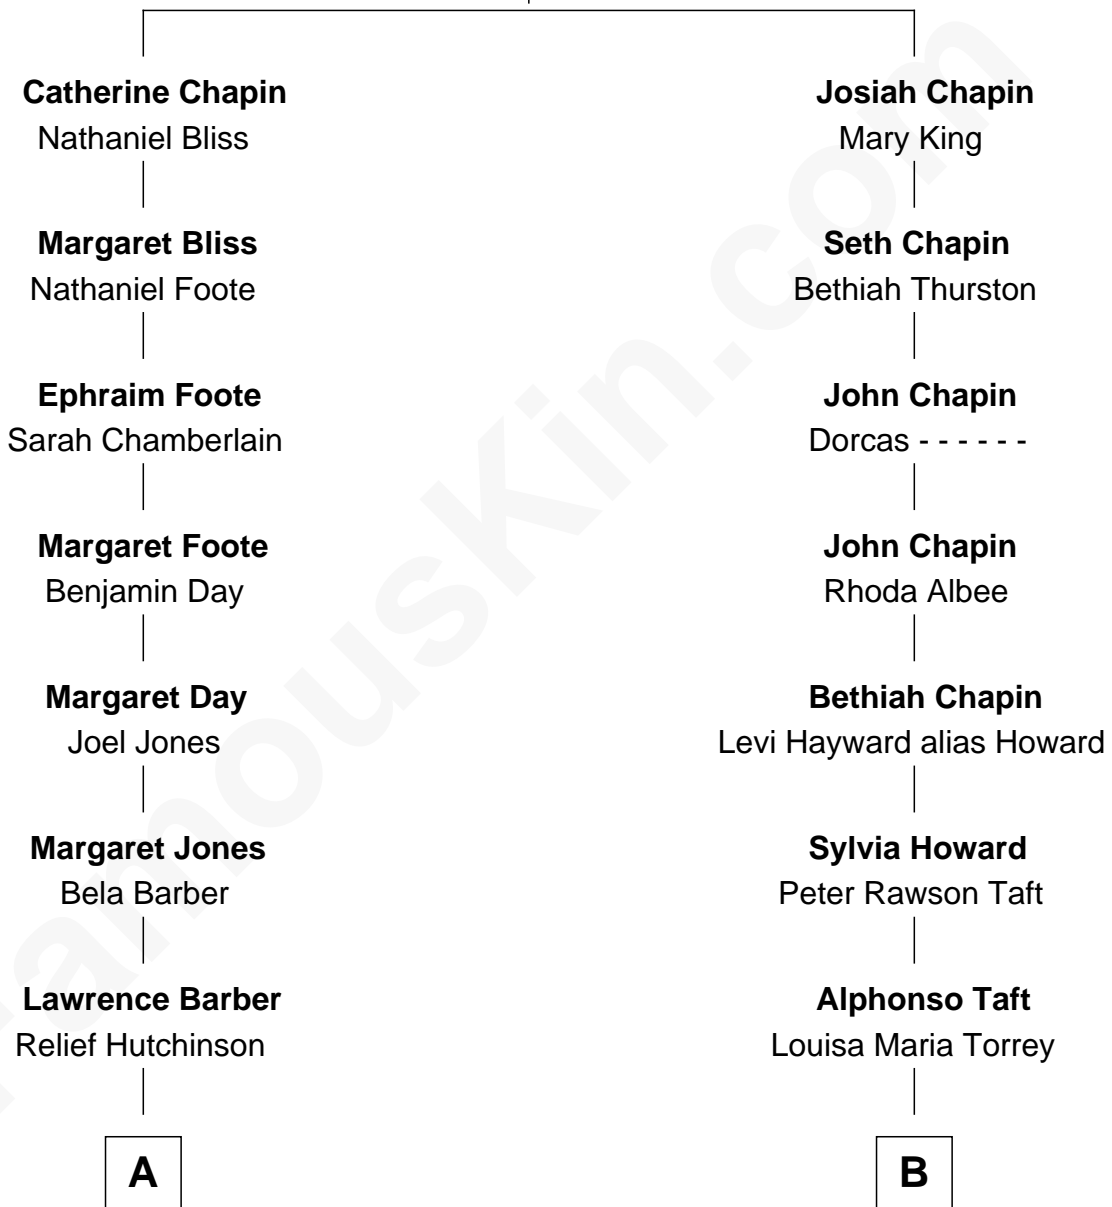 Catherine Chapin
Nathaniel Bliss
Margaret Bliss
Nathaniel Foote
Ephraim Foote
Sarah Chamberlain
Margaret Foote
Benjamin Day
Margaret Day
Joel Jones
Margaret Jones
Bela Barber
Lawrence Barber
Relief Hutchinson
A
Josiah Chapin
Mary King
Seth Chapin
Bethiah Thurston
John Chapin
Dorcas - - - - - -
John Chapin
Rhoda Albee
Bethiah Chapin
Levi Hayward alias Howard
Sylvia Howard
Peter Rawson Taft
Alphonso Taft
Louisa Maria Torrey
B
FamousKin.com